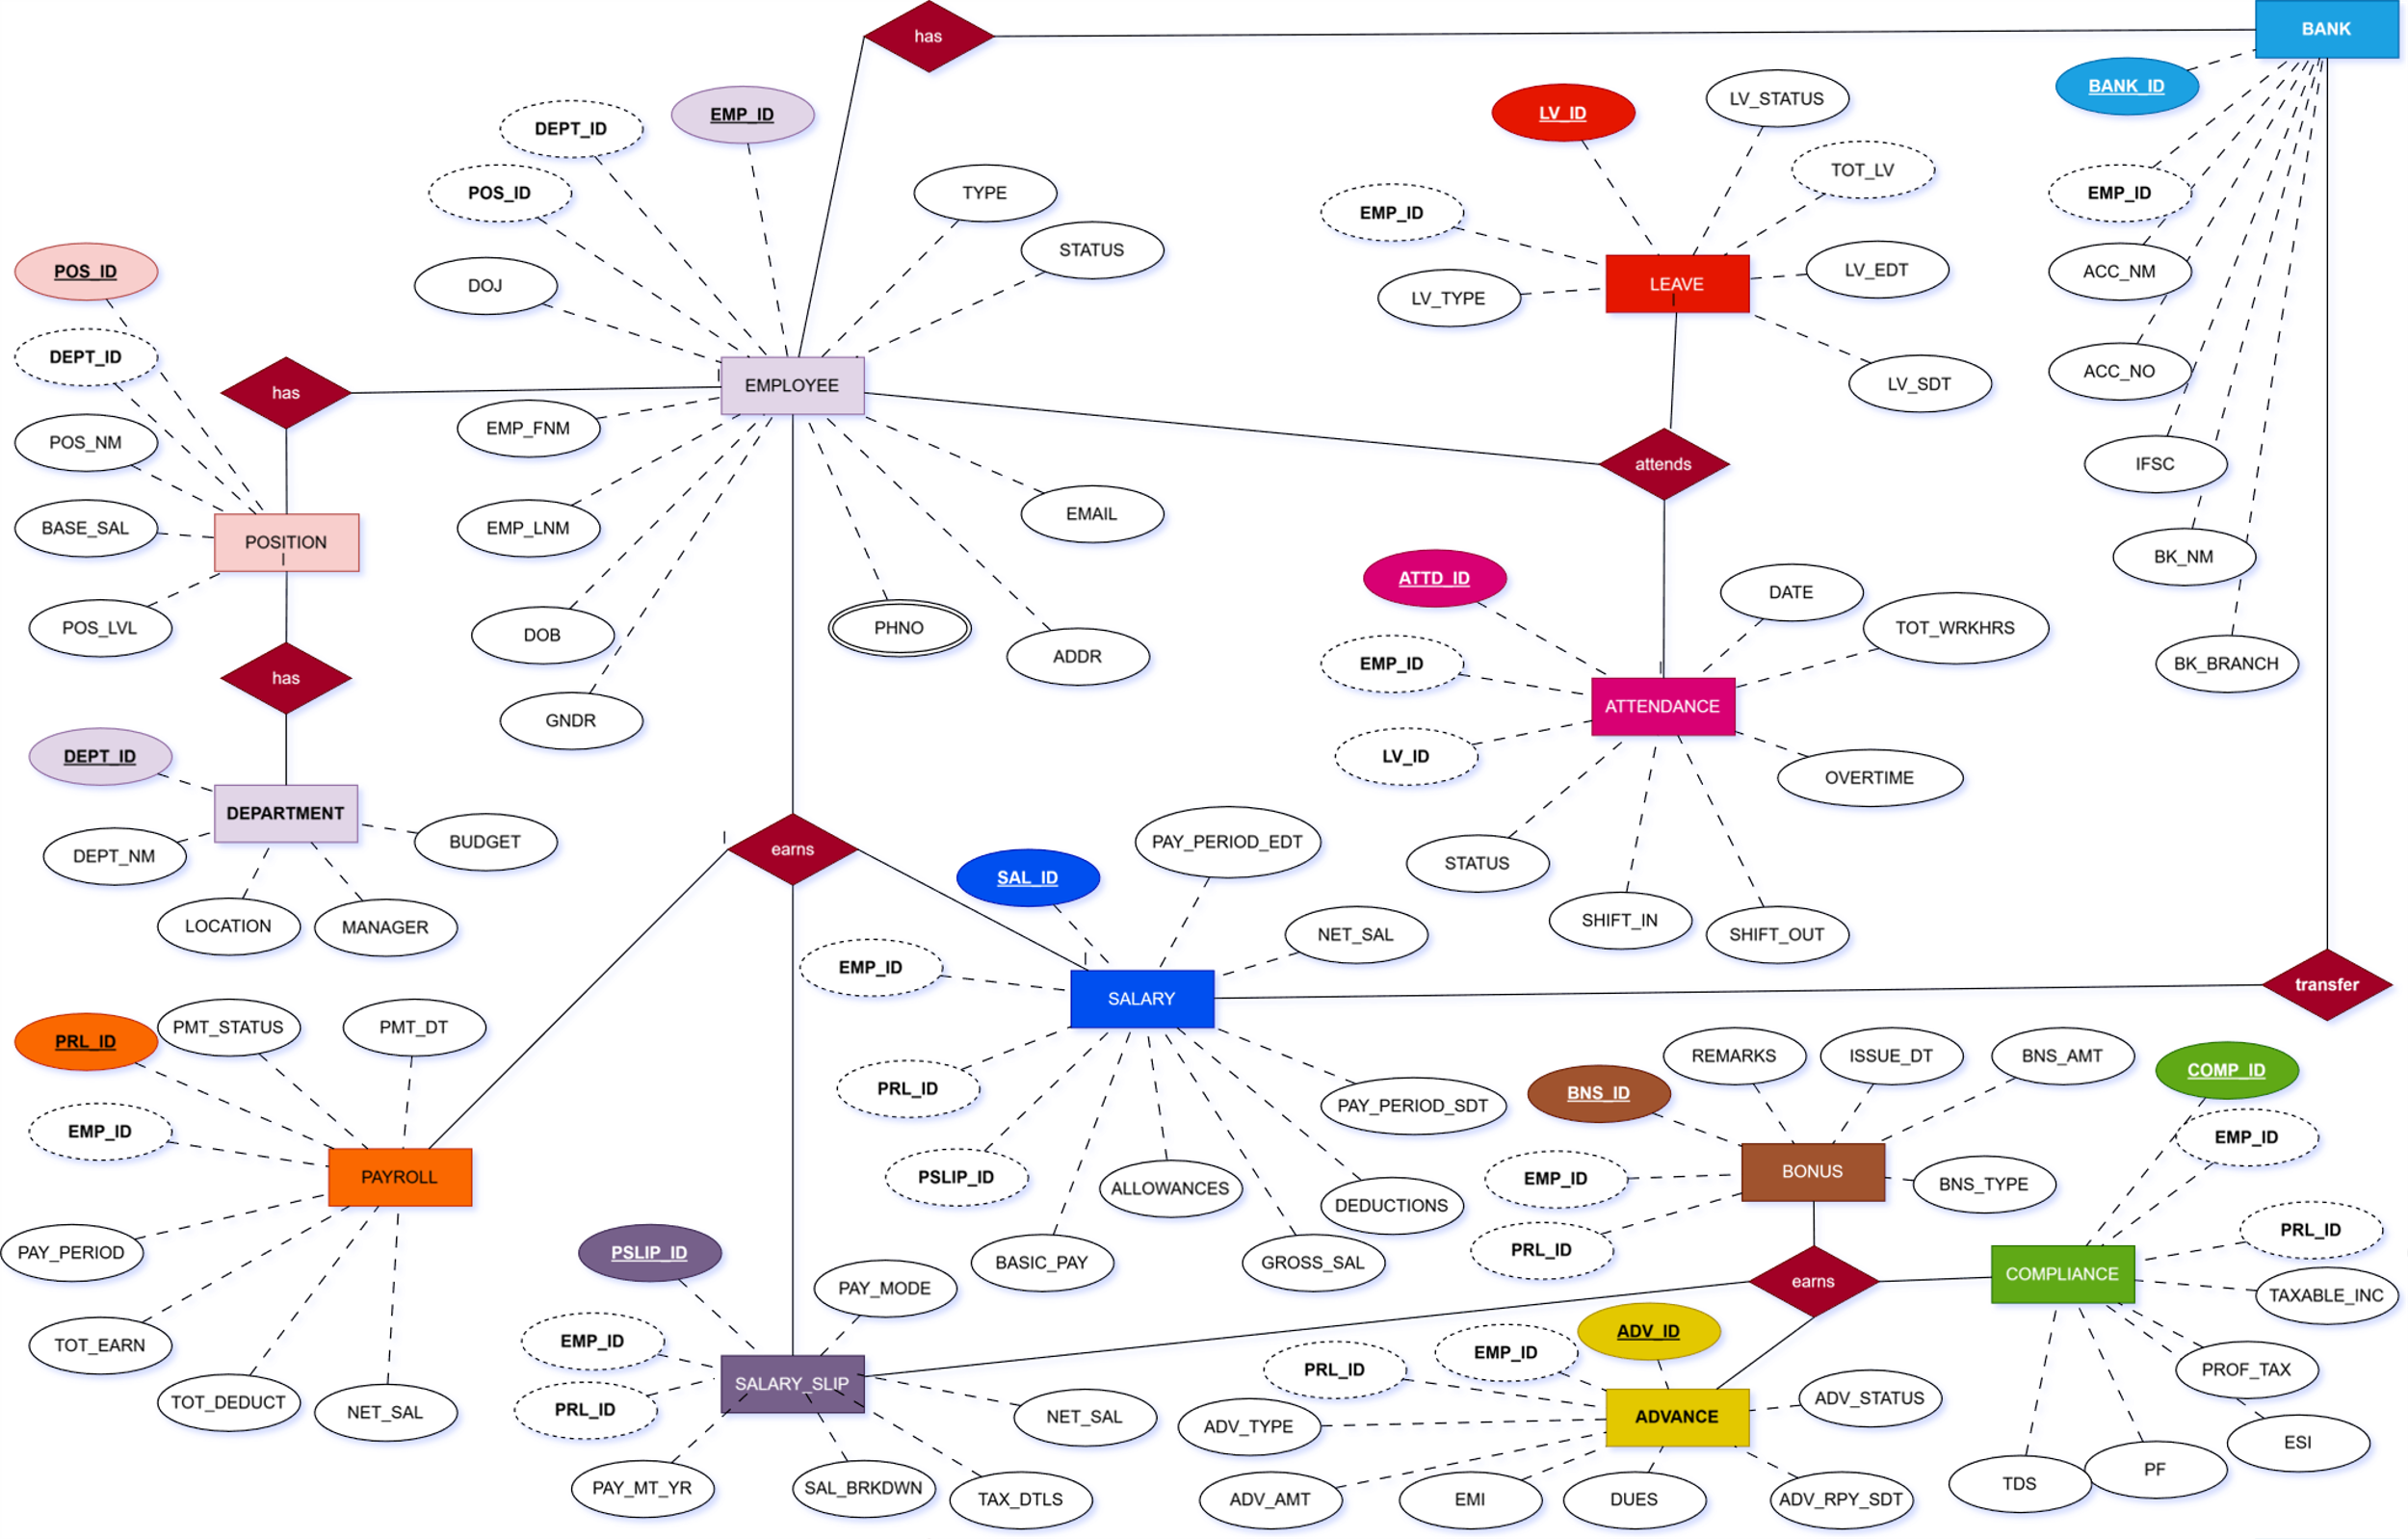 has
BANK
BANK_ID
EMP_ID
ACC_NM
ACC_NO
IFSC
BK_NM
BK_BRANCH
DEPT_ID
EMP_ID
POS_ID
TYPE
DOJ
STATUS
EMPLOYEE
EMP_FNM
EMP_LNM
DOB
GNDR
PHNO
ADDR
EMAIL
LV_ID
LV_STATUS
TOT_LV
EMP_ID
LV_TYPE
LEAVE
LV_EDT
LV_SDT
attends
POS_ID
DEPT_ID
POS_NM
BASE_SAL
POS_LVL
has
POSITION
has
DEPT_ID
DEPARTMENT
DEPT_NM
LOCATION
MANAGER
BUDGET
ATTD_ID
DATE
TOT_WRKHRS
EMP_ID
ATTENDANCE
LV_ID
OVERTIME
STATUS
SHIFT_IN
SHIFT_OUT
earns
SAL_ID
PAY_PERIOD_EDT
NET_SAL
EMP_ID
SALARY
transfer
PRL_ID
PSLIP_ID
BASIC_PAY
ALLOWANCES
GROSS_SAL
DEDUCTIONS
PAY_PERIOD_SDT
PRL_ID
PMT_STATUS
PMT_DT
EMP_ID
PAYROLL
PAY_PERIOD
TOT_EARN
TOT_DEDUCT
NET_SAL
PSLIP_ID
PAY_MODE
EMP_ID
PRL_ID
SALARY_SLIP
NET_SAL
PAY_MT_YR
SAL_BRKDWN
TAX_DTLS
REMARKS
ISSUE_DT
BNS_AMT
BNS_ID
BONUS
EMP_ID
BNS_TYPE
PRL_ID
earns
COMP_ID
EMP_ID
PRL_ID
COMPLIANCE
TAXABLE_INC
PROF_TAX
ESI
PF
TDS
ADV_ID
EMP_ID
PRL_ID
ADV_TYPE
ADVANCE
ADV_STATUS
ADV_AMT
EMI
DUES
ADV_RPY_SDT